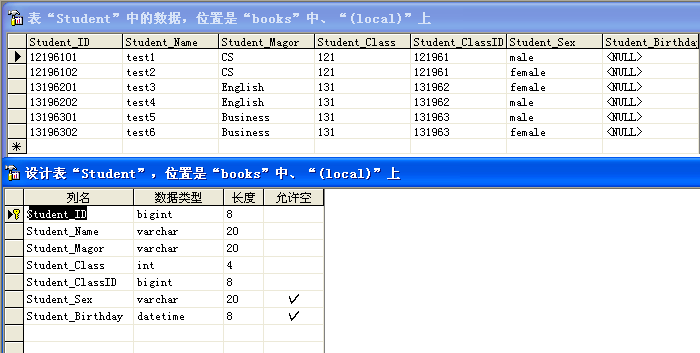 表“Student”中的数据，位置是“books”中、“(local)”上
Student_ID Student_Name Student_Magor Student_Class Student_ClassID Student_Sex Student_Birthday
12196101 test1 CS 121 121961 male <NULL>
12196102 test2 CS 121 121961 female <NULL>
13196201 test3 English 131 131962 female <NULL>
13196202 test4 English 131 131962 male <NULL>
13196301 test5 Business 131 131963 male <NULL>
13196302 test6 Business 131 131963 female <NULL>
设计表“Student”，位置是“books”中、“(local)”上
列名 数据类型 长度 允许空
Student_ID bigint 8
Student_Name varchar 20
Student_Magor varchar 20
Student_Class int 4
Student_ClassID bigint 8
Student_Sex varchar 20 ✓
Student_Birthday datetime 8 ✓